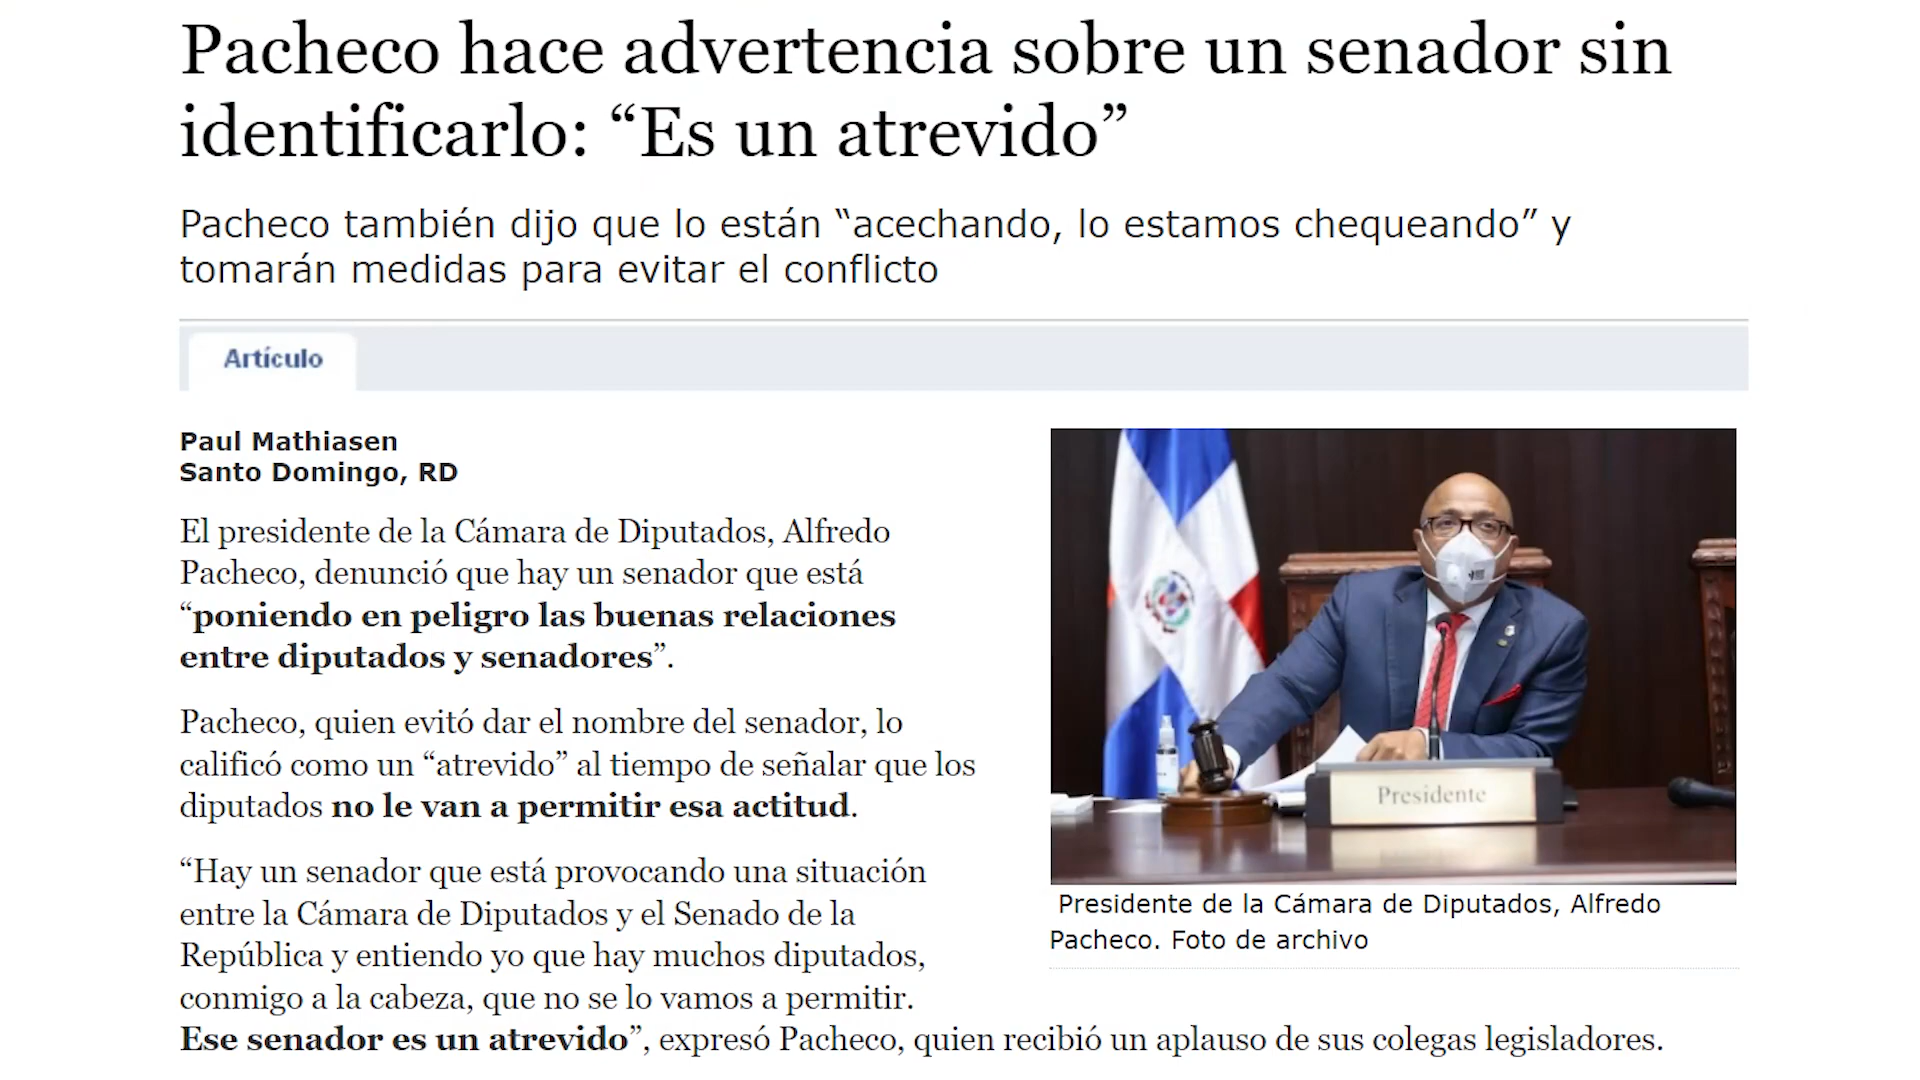 Pacheco hace advertencia sobre un senador sin
identificarlo: “Es un atrevido”
Pacheco también dijo que lo están “acechando, lo estamos chequeando” y
tomarán medidas para evitar el conflicto
Artículo
Paul Mathiasen
Santo Domingo, RD
El presidente de la Cámara de Diputados, Alfredo
Pacheco, denunció que hay un senador que está
“poniendo en peligro las buenas relaciones
entre diputados y senadores”.
Pacheco, quien evitó dar el nombre del senador, lo
calificó como un “atrevido” al tiempo de señalar que los
diputados no le van a permitir esa actitud.
“Hay un senador que está provocando una situación
entre la Cámara de Diputados y el Senado de la
República y entiendo yo que hay muchos diputados,
conmigo a la cabeza, que no se lo vamos a permitir.
Ese senador es un atrevido”, expresó Pacheco, quien recibió un aplauso de sus colegas legisladores.
Presidente
Presidente de la Cámara de Diputados, Alfredo
Pacheco. Foto de archivo